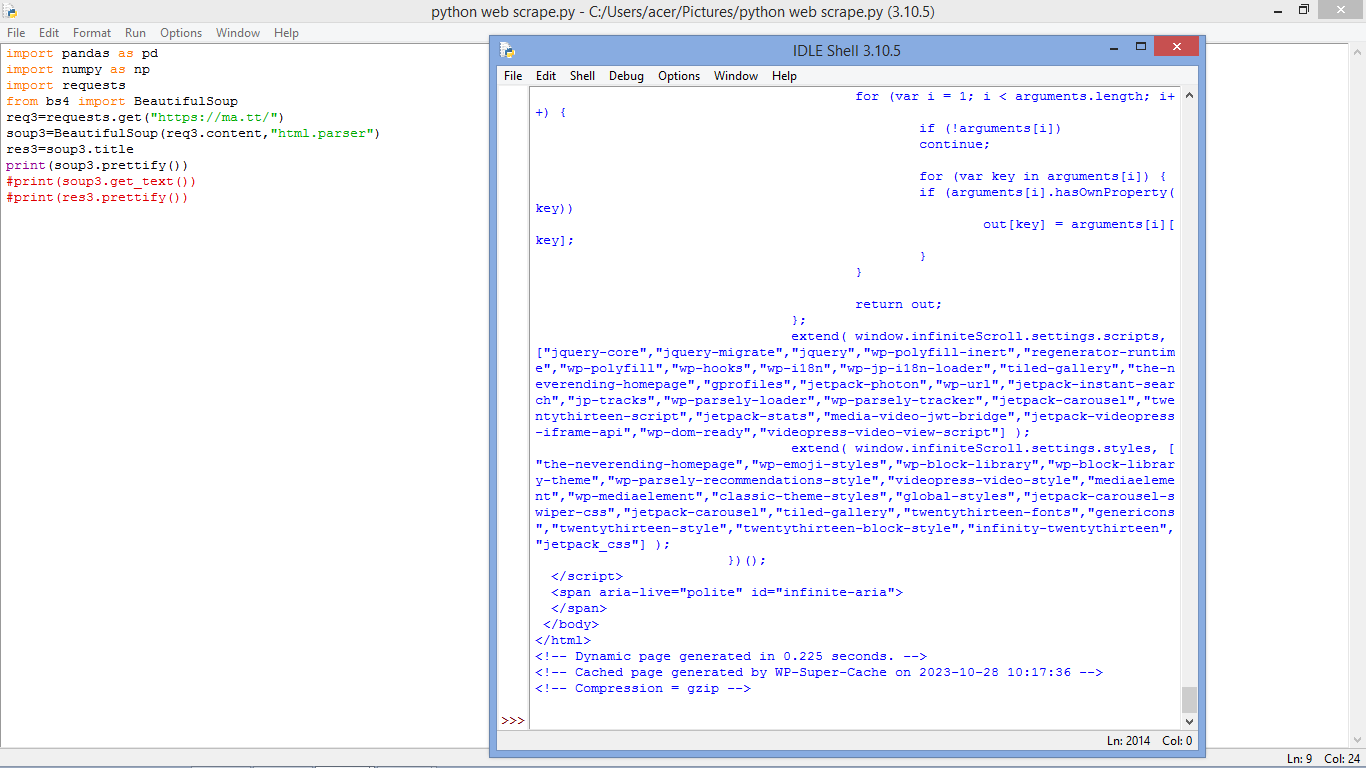 python web scrape.py - C:/Users/acer/Pictures/python web scrape.py (3.10.5)
File Edit Format Run Options Window Help
import pandas as pd
import numpy as np
import requests
from bs4 import BeautifulSoup
req3=requests.get("https://ma.tt/")
soup3=BeautifulSoup(req3.content,"html.parser")
res3=soup3.title
print(soup3.prettify())
#print(soup3.get_text())
#print(res3.prettify())
IDLE Shell 3.10.5
File Edit Shell Debug Options Window Help
for (var i = 1; i < arguments.length; i+
+) {
if (!arguments[i])
continue;
for (var key in arguments[i]) {
if (arguments[i].hasOwnProperty(
key))
out[key] = arguments[i][
key];
}
}
return out;
};
extend( window.infiniteScroll.settings.scripts,
["jquery-core","jquery-migrate","jquery","wp-polyfill-inert","regenerator-runtim
e","wp-polyfill","wp-hooks","wp-i18n","wp-jp-i18n-loader","tiled-gallery","the-n
everending-homepage","gprofiles","jetpack-photon","wp-url","jetpack-instant-sear
ch","jp-tracks","wp-parsely-loader","wp-parsely-tracker","jetpack-carousel","twe
ntythirteen-script","jetpack-stats","media-video-jwt-bridge","jetpack-videopress
-iframe-api","wp-dom-ready","videopress-video-view-script"] );
extend( window.infiniteScroll.settings.styles, [
"the-neverending-homepage","wp-emoji-styles","wp-block-library","wp-block-librar
y-theme","wp-parsely-recommendations-style","videopress-video-style","mediaeleme
nt","wp-mediaelement","classic-theme-styles","global-styles","jetpack-carousel-s
wiper-css","jetpack-carousel","tiled-gallery","twentythirteen-fonts","genericons
","twentythirteen-style","twentythirteen-block-style","infinity-twentythirteen",
"jetpack_css"] );
})();
</script>
<span aria-live="polite" id="infinite-aria">
</span>
</body>
</html>
<!-- Dynamic page generated in 0.225 seconds. -->
<!-- Cached page generated by WP-Super-Cache on 2023-10-28 10:17:36 -->
<!-- Compression = gzip -->
>>>
Ln: 2014 Col: 0
Ln: 9 Col: 24